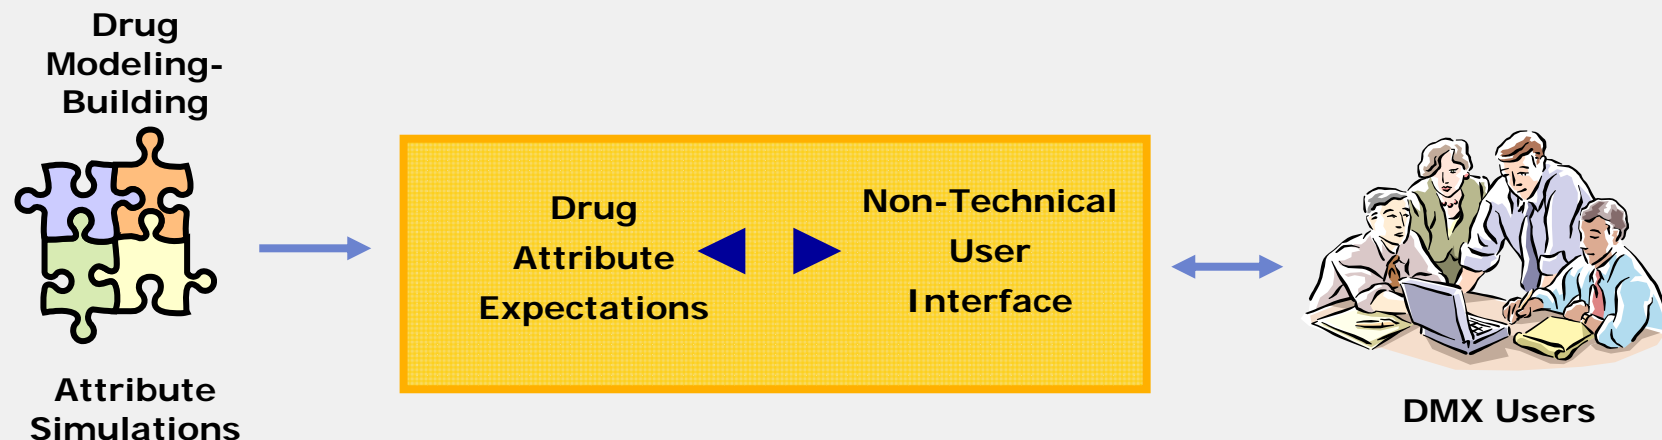 Drug
Modeling-
Building
Attribute
Simulations
Drug
Attribute
Expectations
Non-Technical
User
Interface
DMX Users